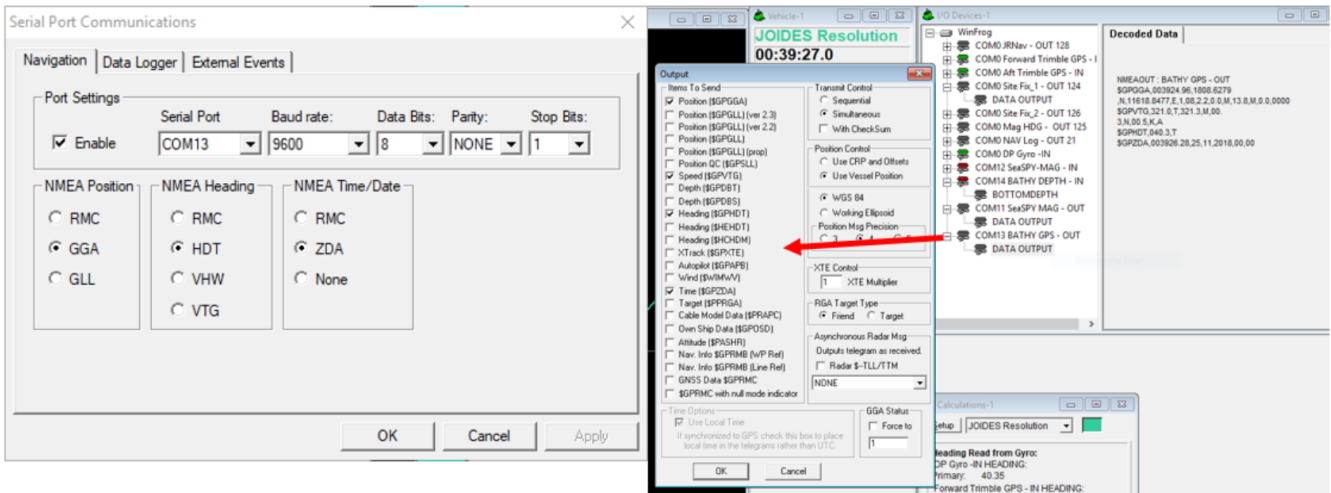 Serial Port Communications
Navigation
Data Logger
External Events
Port Settings
Serial Port
Baud rate:
Data Bits:
Parity:
Stop Bits:
Enable
COM13
9600
8
NONE
1
NMEA Position
RMC
GGA
GLL
NMEA Heading
RMC
HDT
VHW
VTG
NMEA Time/Date
RMC
ZDA
None
OK
Cancel
Apply
Vehicle-1
JOIDES Resolution
00:39:27.0
Output
Items To Send
Position ($GPGGA)
Position ($GPGLL) (ver 2.3)
Position ($GPGLL) (ver 2.2)
Position ($GPGLL)
Position ($GPGLL) (prop)
Position QC ($GPSLL)
Speed ($GPVTG)
Depth ($GPDBT)
Depth ($GPDBS)
Heading ($GPHDT)
Heading ($HEHDT)
Heading ($HCHDM)
XTrack ($GPXTE)
Autopilot ($GPAPB)
Wind ($WIMWV)
Time ($GPZDA)
Target ($PPRGA)
Cable Model Data ($PRAPC)
Own Ship Data ($GPOSD)
Attitude ($PASHR)
Nav. Info $GPRMB (WP Ref)
Nav. Info $GPRMB (Line Ref)
GNSS Data $GPRMC
$GPRMC with null mode indicator
Transmit Control
Sequential
Simultaneous
With CheckSum
Position Control
Use CRP and Offsets
Use Vessel Position
WGS 84
Working Ellipsoid
Position Msg Precision
XTE Control
1 XTE Multiplier
RGA Target Type
Friend
Target
Asynchronous Radar Msg
Outputs telegram as received.
Radar $--TLL/TTM
NONE
Time Options
Use Local Time
If synchronized to GPS check this box to place
local time in the telegrams rather than UTC.
GGA Status
Force to
1
OK
Cancel
I/O Devices-1
WinFrog
COM0 JRNav - OUT 128
COM0 Forward Trimble GPS - I
COM0 Aft Trimble GPS - IN
COM0 Site Fix_1 - OUT 124
DATA OUTPUT
COM0 Site Fix_2 - OUT 126
COM0 Mag HDG - OUT 125
COM0 NAV Log - OUT 21
COM0 DP Gyro -IN
COM12 SeaSPY-MAG - IN
COM14 BATHY DEPTH - IN
BOTTOMDEPTH
COM11 SeaSPY MAG - OUT
DATA OUTPUT
COM13 BATHY GPS - OUT
DATA OUTPUT
Decoded Data
NMEAOUT : BATHY GPS - OUT
$GPGGA,003924.96,1808.6279
,N,11618.8477,E,1,08,2.2,0.0,M,13.8,M,0.0,0000
$GPVTG,321.0,T,321.3,M,00.
3,N,00.5,K,A
$GPHDT,040.3,T
$GPZDA,003926.28,25,11,2018,00,00
Calculations-1
JOIDES Resolution
Heading Read from Gyro:
DP Gyro -IN HEADING:
Primary: 40.35
Forward Trimble GPS - IN HEADING: